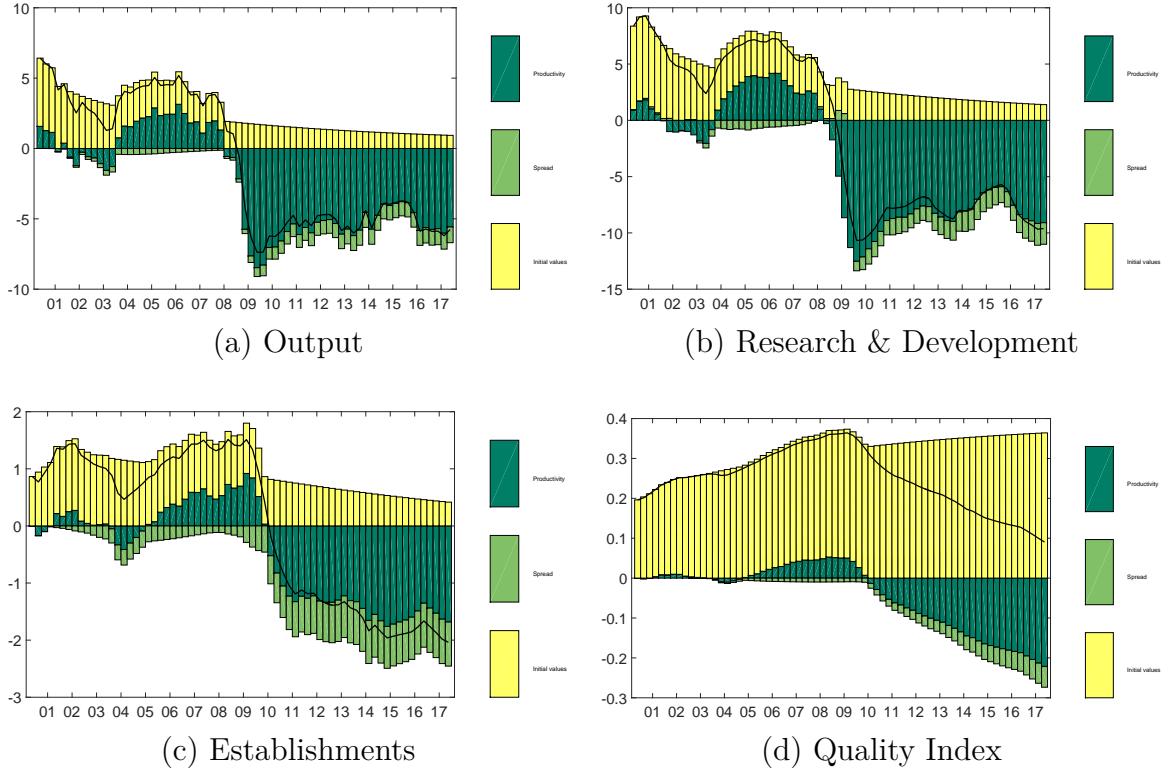 10
5
0
-5
-10
01 02 03 04 05 06 07 08 09 10 11 12 13 14 15 16 17
Productivity
Spread
Initial values
(a) Output
10
5
0
-5
-10
-15
01 02 03 04 05 06 07 08 09 10 11 12 13 14 15 16 17
Productivity
Spread
Initial values
(b) Research & Development
2
1
0
-1
-2
-3
01 02 03 04 05 06 07 08 09 10 11 12 13 14 15 16 17
Productivity
Spread
Initial values
(c) Establishments
0.4
0.3
0.2
0.1
0
-0.1
-0.2
-0.3
01 02 03 04 05 06 07 08 09 10 11 12 13 14 15 16 17
Productivity
Spread
Initial values
(d) Quality Index